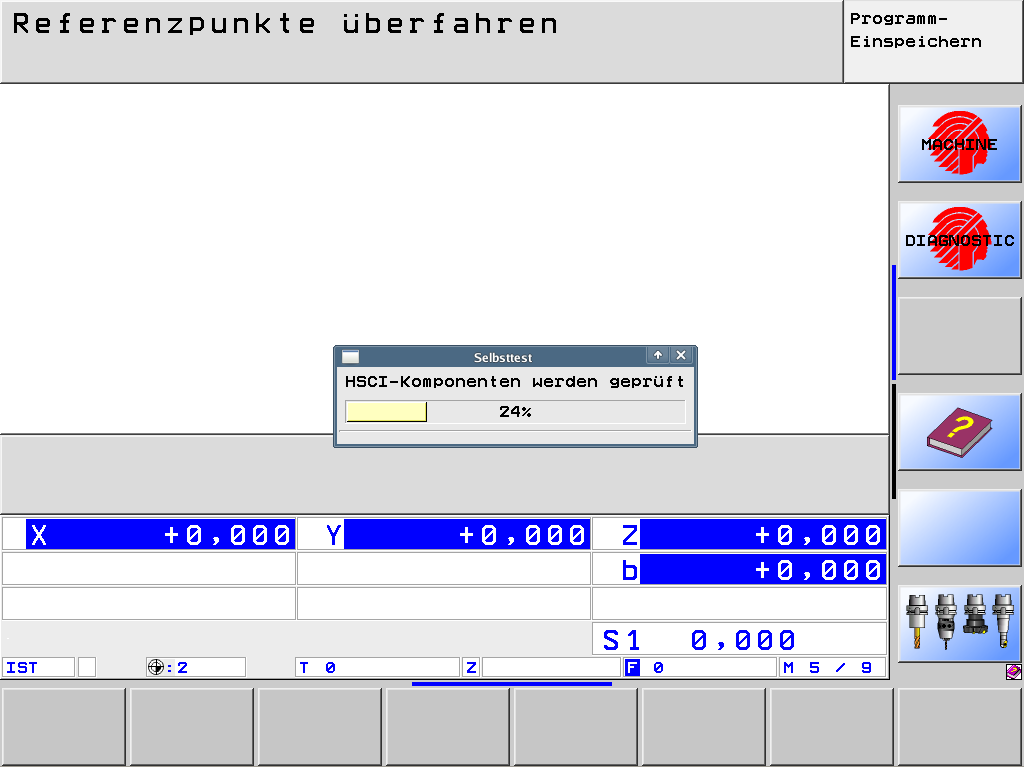 Referenzpunkte überfahren
Programm-
Einspeichern
MACHINE
DIAGNOSTIC
Selbsttest
HSCI-Komponenten werden geprüft
24%
?
X +0,000 Y +0,000 Z +0,000
b +0,000
S1 0,000
IST :2 T 0 Z F 0 M 5 / 9